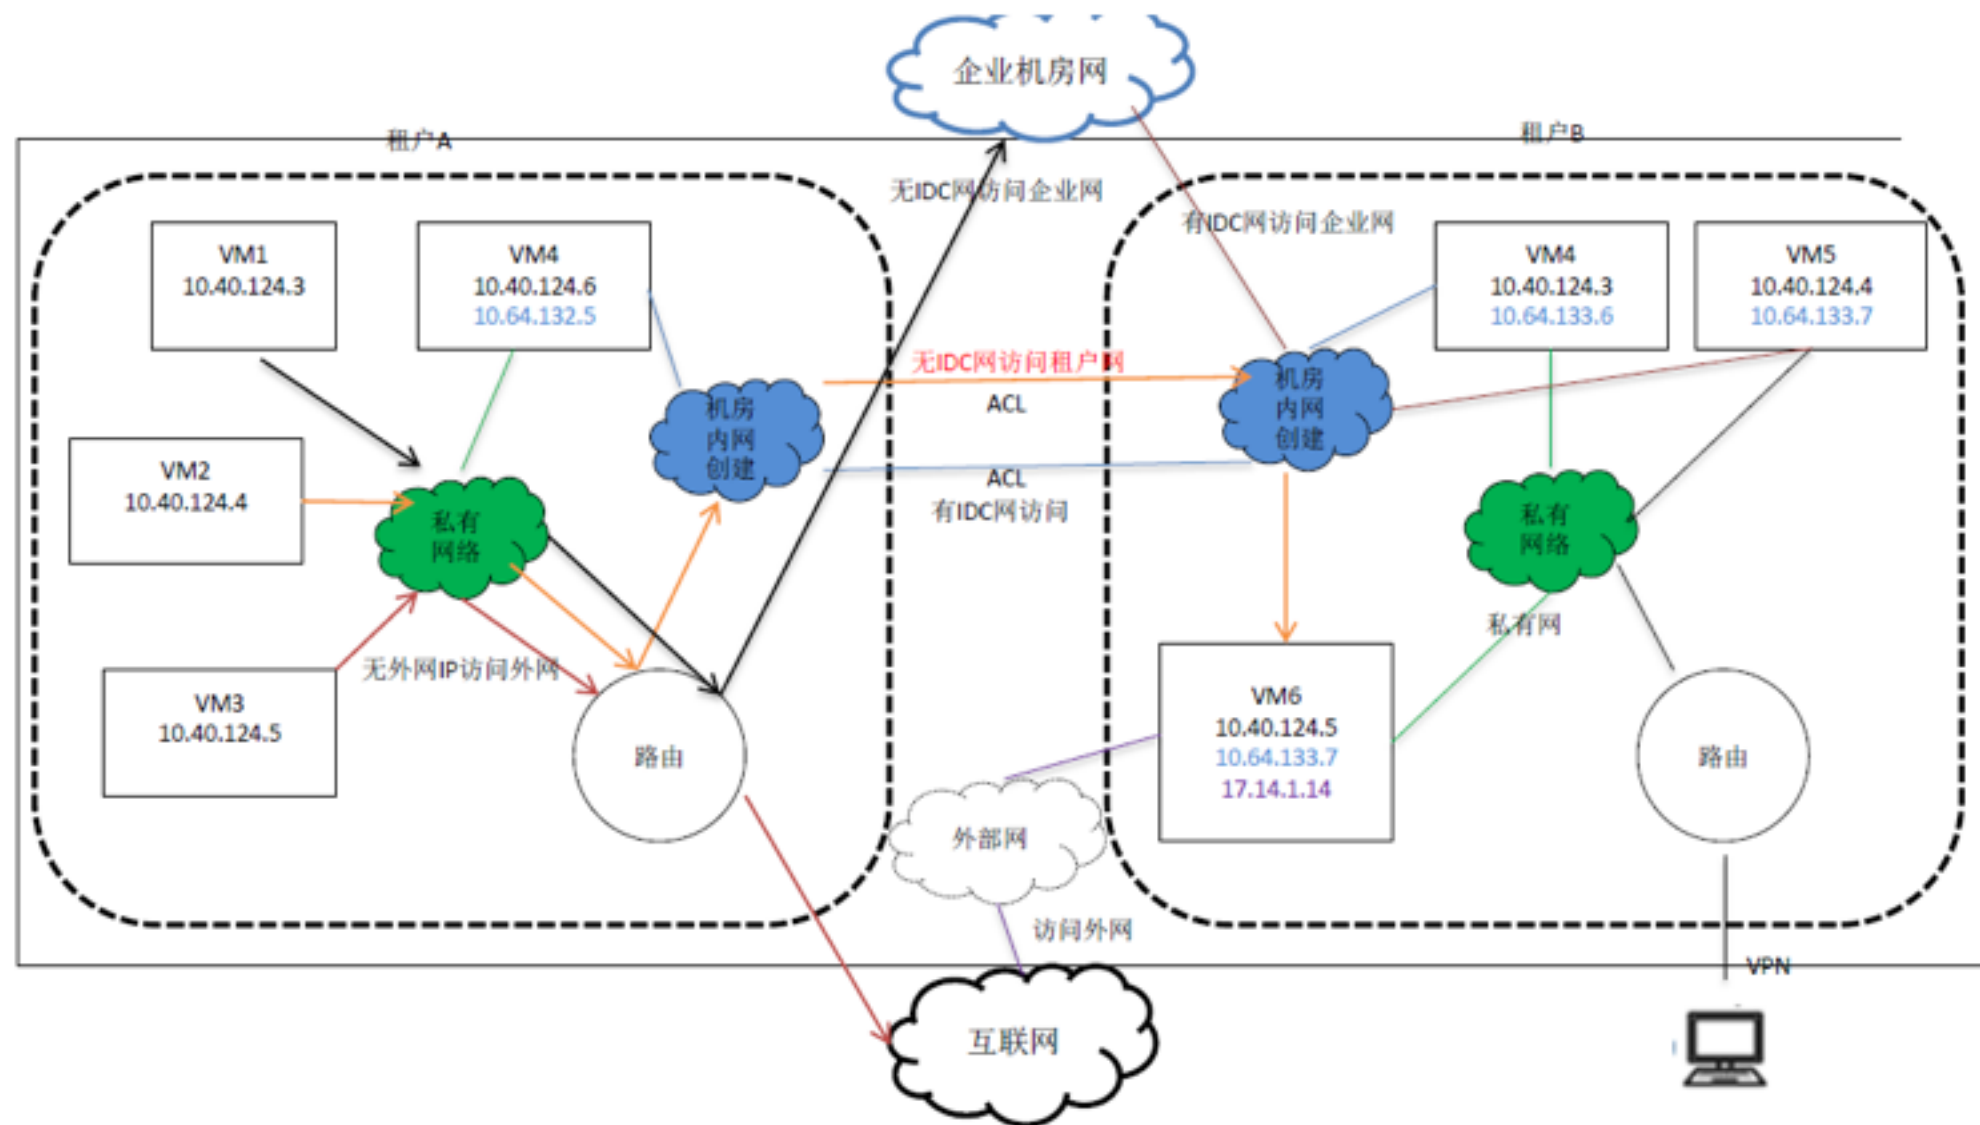 企业机房网
租户A
租户B
无IDC网访问企业网
有IDC网访问企业网
VM1
10.40.124.3
VM4
10.40.124.6
10.64.132.5
VM4
10.40.124.3
10.64.133.6
VM5
10.40.124.4
10.64.133.7
无IDC网访问租户网
ACL
机房
内网
创建
机房
内网
创建
VM2
10.40.124.4
ACL
有IDC网访问
私有
网络
私有
网络
私有网
无外网IP访问外网
VM3
10.40.124.5
路由
VM6
10.40.124.5
10.64.133.7
17.14.1.14
路由
外部网
访问外网
VPN
互联网